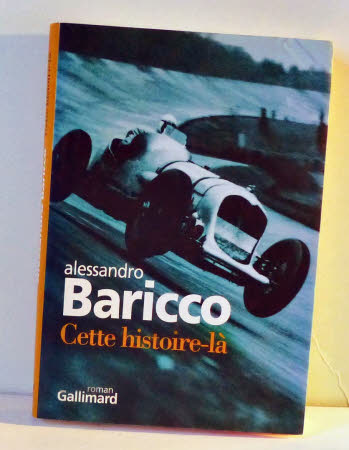 alessandro
Baricco
Cette histoire-là
roman
Gallimard